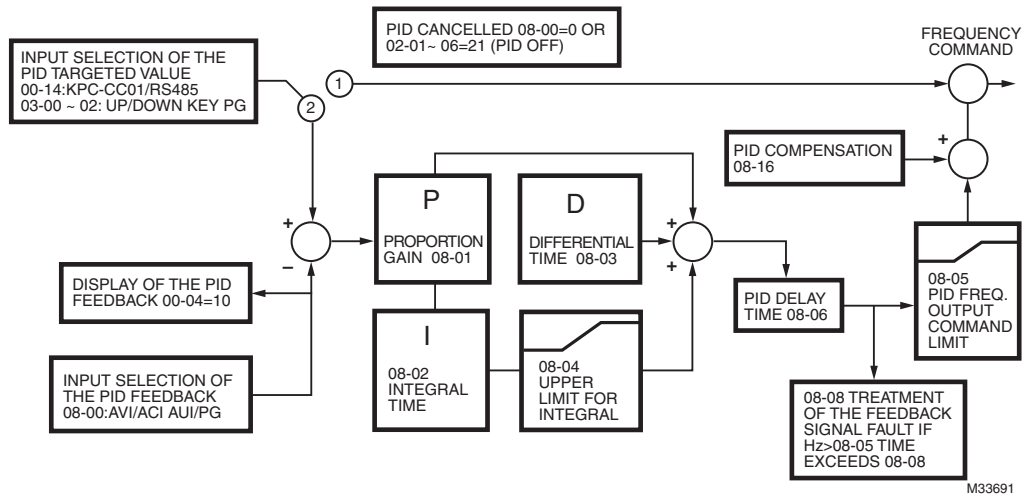 PID CANCELLED 08-00=0 OR
02-01~ 06=21 (PID OFF)
FREQUENCY
COMMAND
INPUT SELECTION OF THE
PID TARGETED VALUE
00-14:KPC-CC01/RS485
03-00 ~ 02: UP/DOWN KEY PG
1
2
PID COMPENSATION
08-16
+
P
PROPORTION
GAIN 08-01
D
DIFFERENTIAL
TIME 08-03
+
–
+
+
DISPLAY OF THE PID
FEEDBACK 00-04=10
PID DELAY
TIME 08-06
08-05
PID FREQ.
OUTPUT
COMMAND
LIMIT
I
08-02
INTEGRAL
TIME
08-04
UPPER
LIMIT FOR
INTEGRAL
INPUT SELECTION OF
THE PID FEEDBACK
08-00:AVI/ACI AUI/PG
08-08 TREATMENT
OF THE FEEDBACK
SIGNAL FAULT IF
Hz>08-05 TIME
EXCEEDS 08-08
M33691